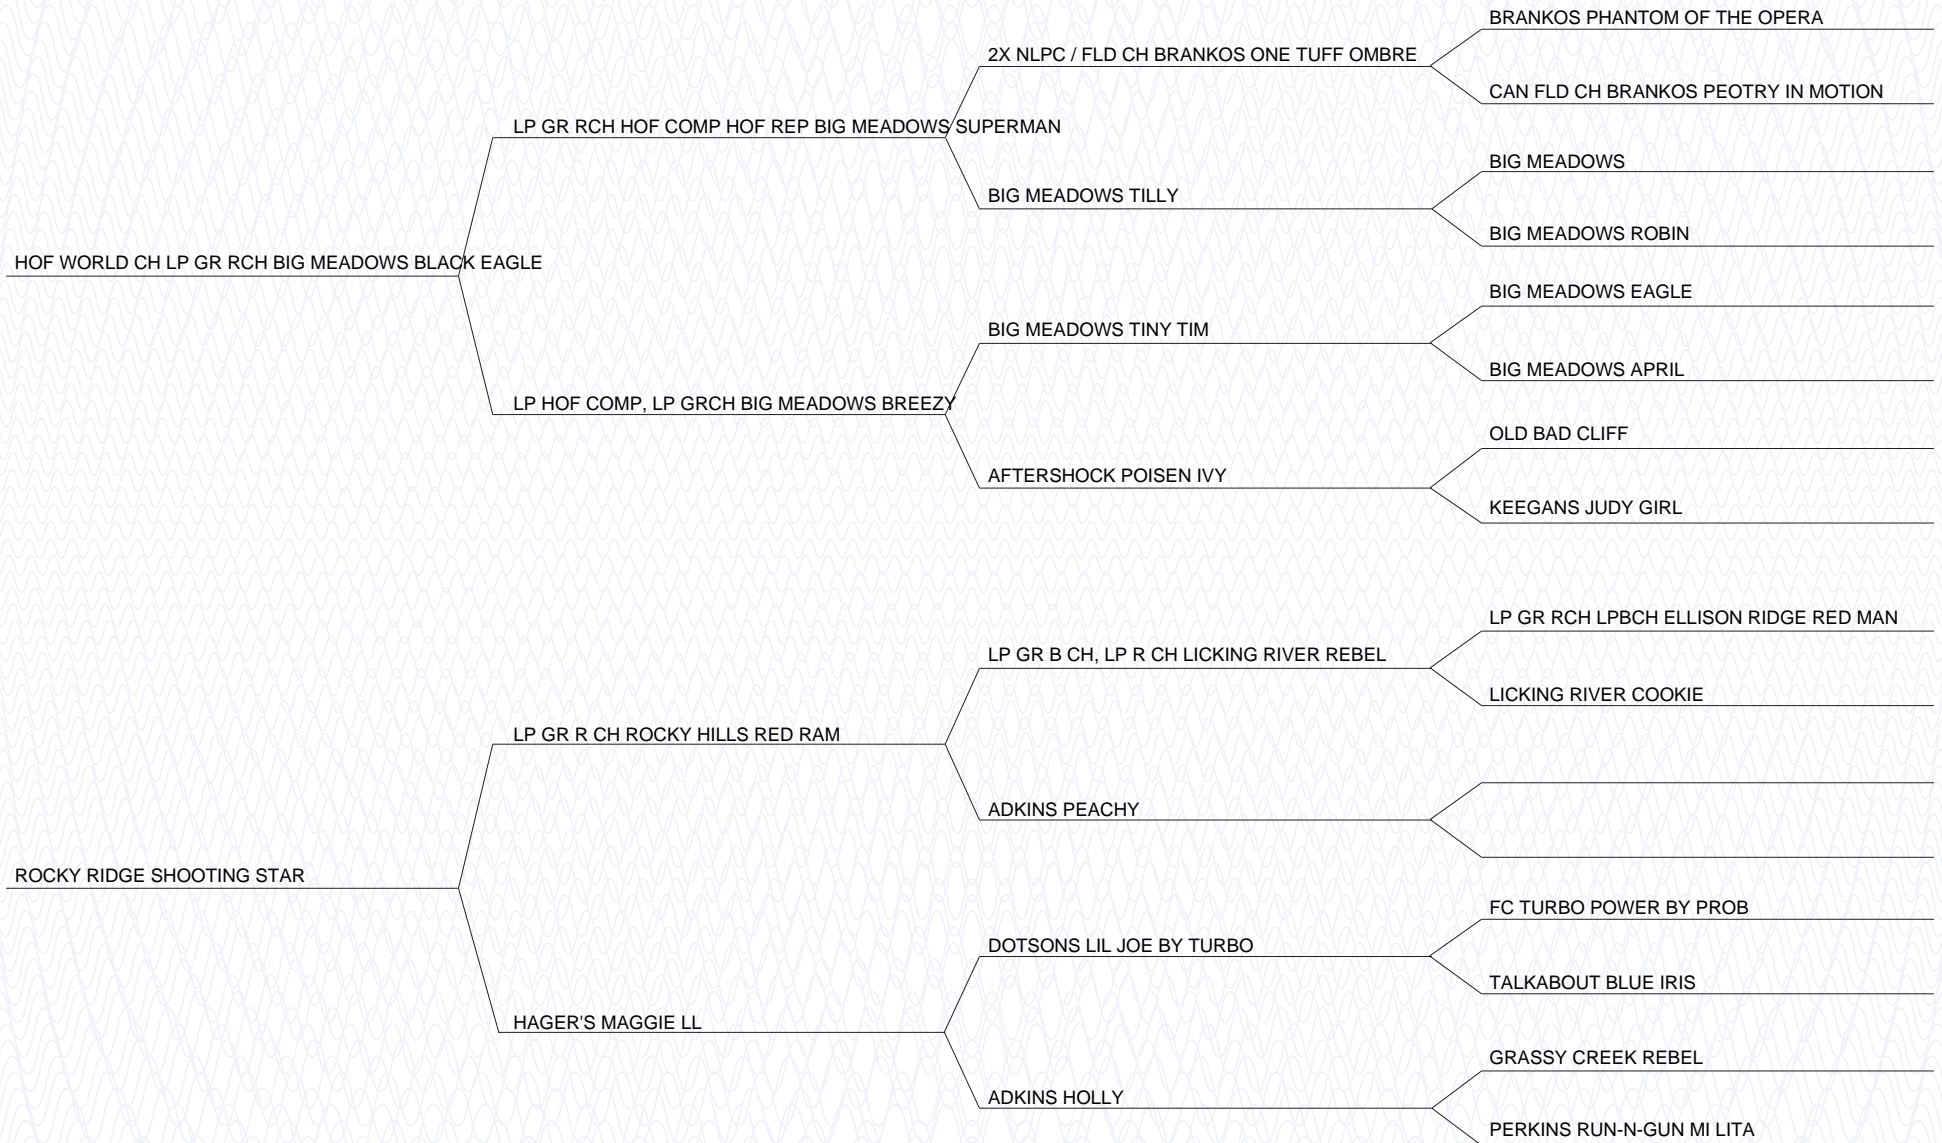 BRANKOS PHANTOM OF THE OPERA
2X NLPC / FLD CH BRANKOS ONE TUFF OMBRE
CAN FLD CH BRANKOS PEOTRY IN MOTION
LP GR RCH HOF COMP HOF REP BIG MEADOWS SUPERMAN
BIG MEADOWS
BIG MEADOWS TILLY
BIG MEADOWS ROBIN
HOF WORLD CH LP GR RCH BIG MEADOWS BLACK EAGLE
BIG MEADOWS EAGLE
BIG MEADOWS TINY TIM
BIG MEADOWS APRIL
LP HOF COMP, LP GRCH BIG MEADOWS BREEZY
OLD BAD CLIFF
AFTERSHOCK POISEN IVY
KEEGANS JUDY GIRL
LP GR RCH LPBCH ELLISON RIDGE RED MAN
LP GR B CH, LP R CH LICKING RIVER REBEL
LICKING RIVER COOKIE
LP GR R CH ROCKY HILLS RED RAM
ADKINS PEACHY
ROCKY RIDGE SHOOTING STAR
FC TURBO POWER BY PROB
DOTSONS LIL JOE BY TURBO
TALKABOUT BLUE IRIS
HAGER'S MAGGIE LL
GRASSY CREEK REBEL
ADKINS HOLLY
PERKINS RUN-N-GUN MI LITA